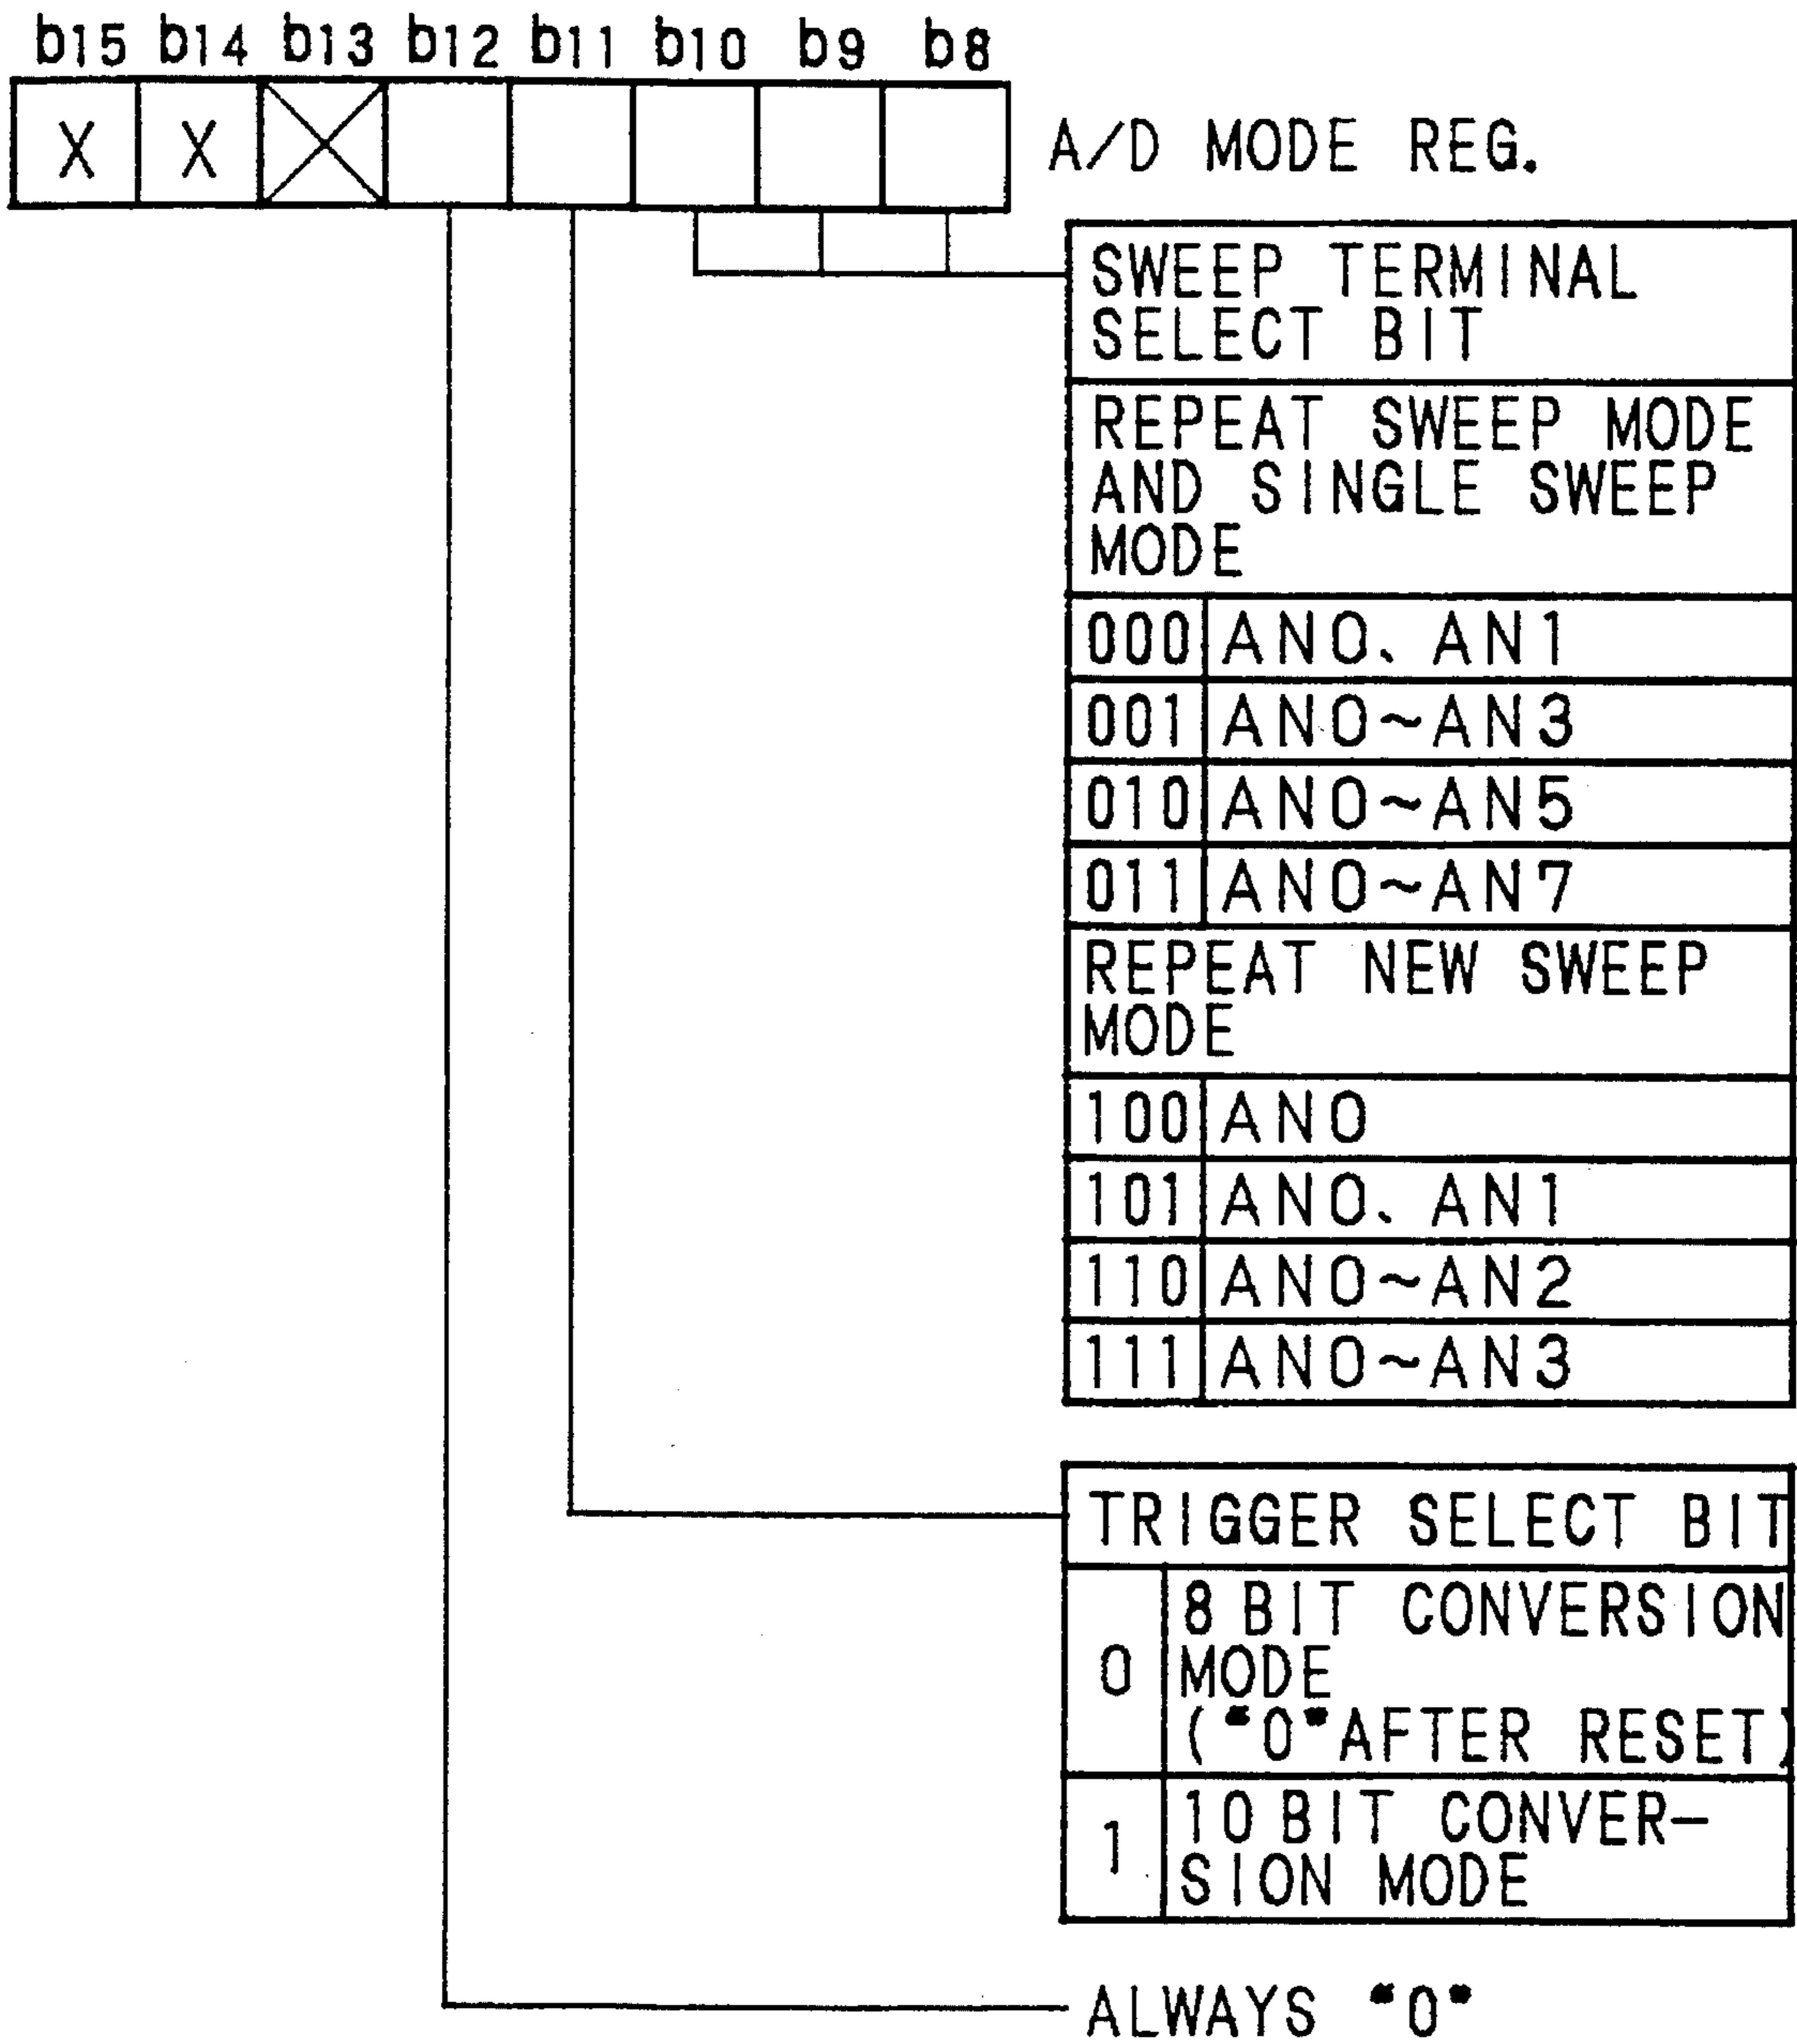 b15 b14 b13 b12 b11 b10 b9 b8
X X A/D MODE REG.
SWEEP TERMINAL
SELECT BIT
REPEAT SWEEP MODE
AND SINGLE SWEEP
MODE
000 AN0、AN1
001 AN0~AN3
010 AN0~AN5
011 AN0~AN7
REPEAT NEW SWEEP
MODE
100 AN0
101 AN0、AN1
110 AN0~AN2
111 AN0~AN3
TRIGGER SELECT BIT
0 8 BIT CONVERSION
MODE
("0"AFTER RESET)
1 10 BIT CONVER-
SION MODE
ALWAYS "0"